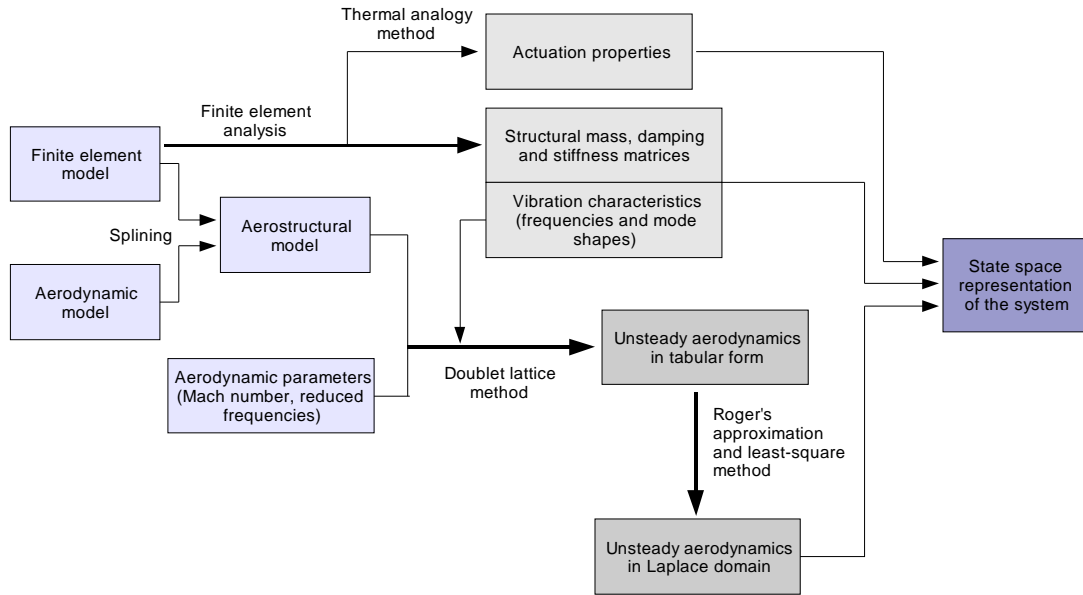 Thermal analogy
method
Actuation properties
Finite element
analysis
Structural mass, damping
and stiffness matrices
Finite element
model
Vibration characteristics
(frequencies and mode
shapes)
Splining
Aerostructural
model
Aerodynamic
model
State space
representation
of the system
Unsteady aerodynamics
in tabular form
Aerodynamic parameters
(Mach number, reduced
frequencies)
Doublet lattice
method
Roger's
approximation
and least-square
method
Unsteady aerodynamics
in Laplace domain